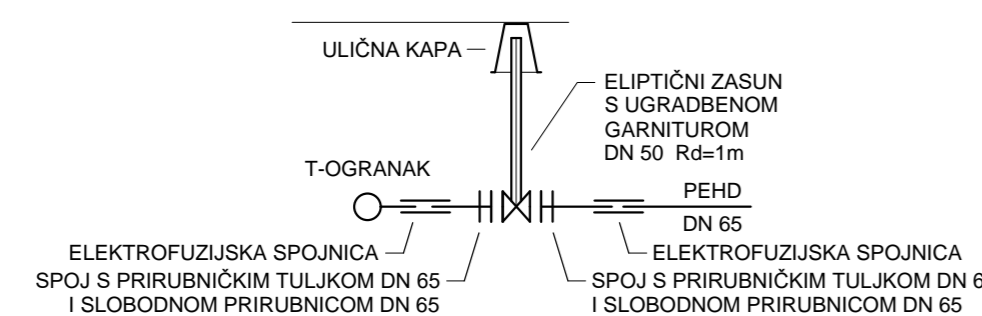 ULIČNA KAPA
ELIPTIČNI ZASUN
S UGRADBENOM
GARNITUROM
DN 50 Rd=1m
T-OGRANAK
PEHD
DN 65
ELEKTROFUZIJSKA SPOJNICA
SPOJ S PRIRUBNIČKIM TULJKOM DN 65
I SLOBODNOM PRIRUBNICOM DN 65
ELEKTROFUZIJSKA SPOJNICA
SPOJ S PRIRUBNIČKIM TULJKOM DN 6
I SLOBODNOM PRIRUBNICOM DN 65